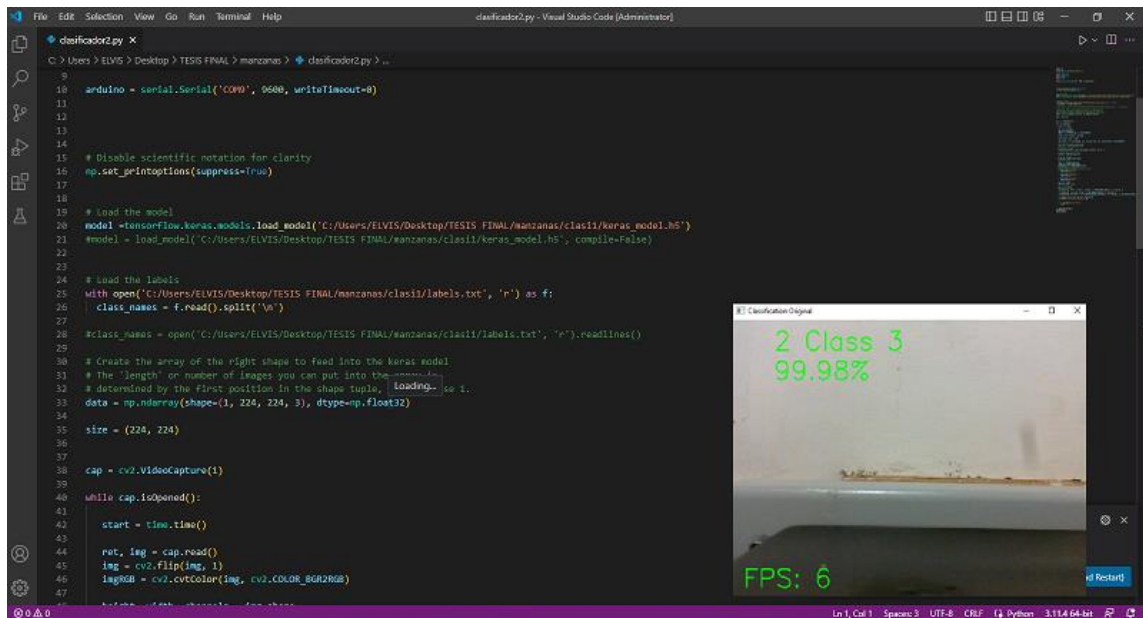 File Edit Selection View Go Run Terminal Help
clasificador2.py - Visual Studio Code [Administrator]
clasificador2.py ×
C: > Users > ELVIS > Desktop > TESIS FINAL > manzanas > clasificador2.py > ...
9
10 arduino = serial.Serial('COM9', 9600, writeTimeout=0)
11
12
13
14
15 # Disable scientific notation for clarity
16 np.set_printoptions(suppress=True)
17
18
19 # Load the model
20 model =tensorflow.keras.models.load_model('C:/Users/ELVIS/Desktop/TESIS FINAL/manzanas/clasi1/keras_model.h5')
21 #model = load_model('C:/Users/ELVIS/Desktop/TESIS FINAL/manzanas/clasi1/keras_model.h5', compile=False)
22
23
24 # Load the labels
25 with open('C:/Users/ELVIS/Desktop/TESIS FINAL/manzanas/clasi1/labels.txt', 'r') as f:
26 class_names = f.read().split('\n')
27
28 #class_names = open('C:/Users/ELVIS/Desktop/TESIS FINAL/manzanas/clasi1/labels.txt', 'r').readlines()
29
30 # Create the array of the right shape to feed into the keras model
31 # The 'length' or number of images you can put into the
32 # determined by the first position in the shape tuple, se 1.
Loading...
33 data = np.ndarray(shape=(1, 224, 224, 3), dtype=np.float32)
34
35 size = (224, 224)
36
37
38 cap = cv2.VideoCapture(1)
39
40 while cap.isOpened():
41
42 start = time.time()
43
44 ret, img = cap.read()
45 img = cv2.flip(img, 1)
46 imgRGB = cv2.cvtColor(img, cv2.COLOR_BGR2RGB)
47
Classification Original
2 Class 3
99.98%
FPS: 6
d Restart)
0 0
Ln 1, Col 1 Spaces: 3 UTF-8 CRLF Python 3.11.4 64-bit